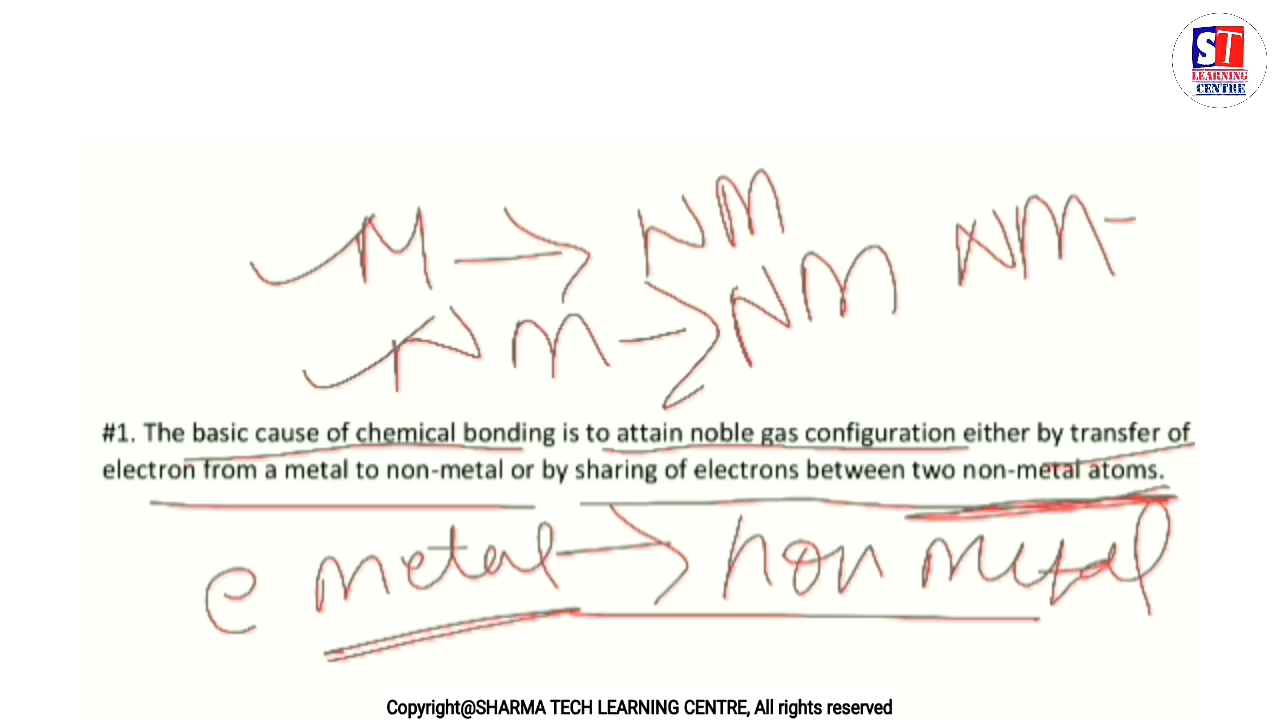 ST
LEARNING
CENTRE
M → NM
NM-
NM → NM
#1. The basic cause of chemical bonding is to attain noble gas configuration either by transfer of
electron from a metal to non-metal or by sharing of electrons between two non-metal atoms.
e metal → non metal
Copyright@SHARMA TECH LEARNING CENTRE, All rights reserved